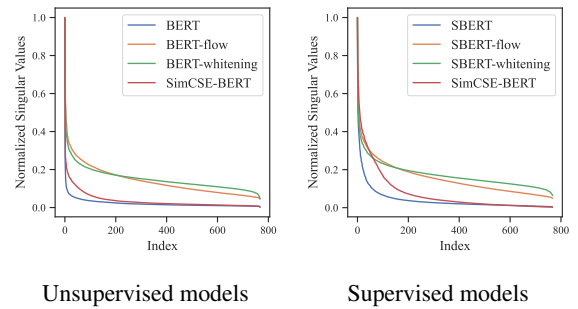 BERT
BERT-flow
BERT-whitening
SimCSE-BERT
Normalized Singular Values
1.0
0.8
0.6
0.4
0.2
0.0
0 200 400 600 800
Index
Unsupervised models
SBERT
SBERT-flow
SBERT-whitening
SimCSE-BERT
Normalized Singular Values
1.0
0.8
0.6
0.4
0.2
0.0
0 200 400 600 800
Index
Supervised models